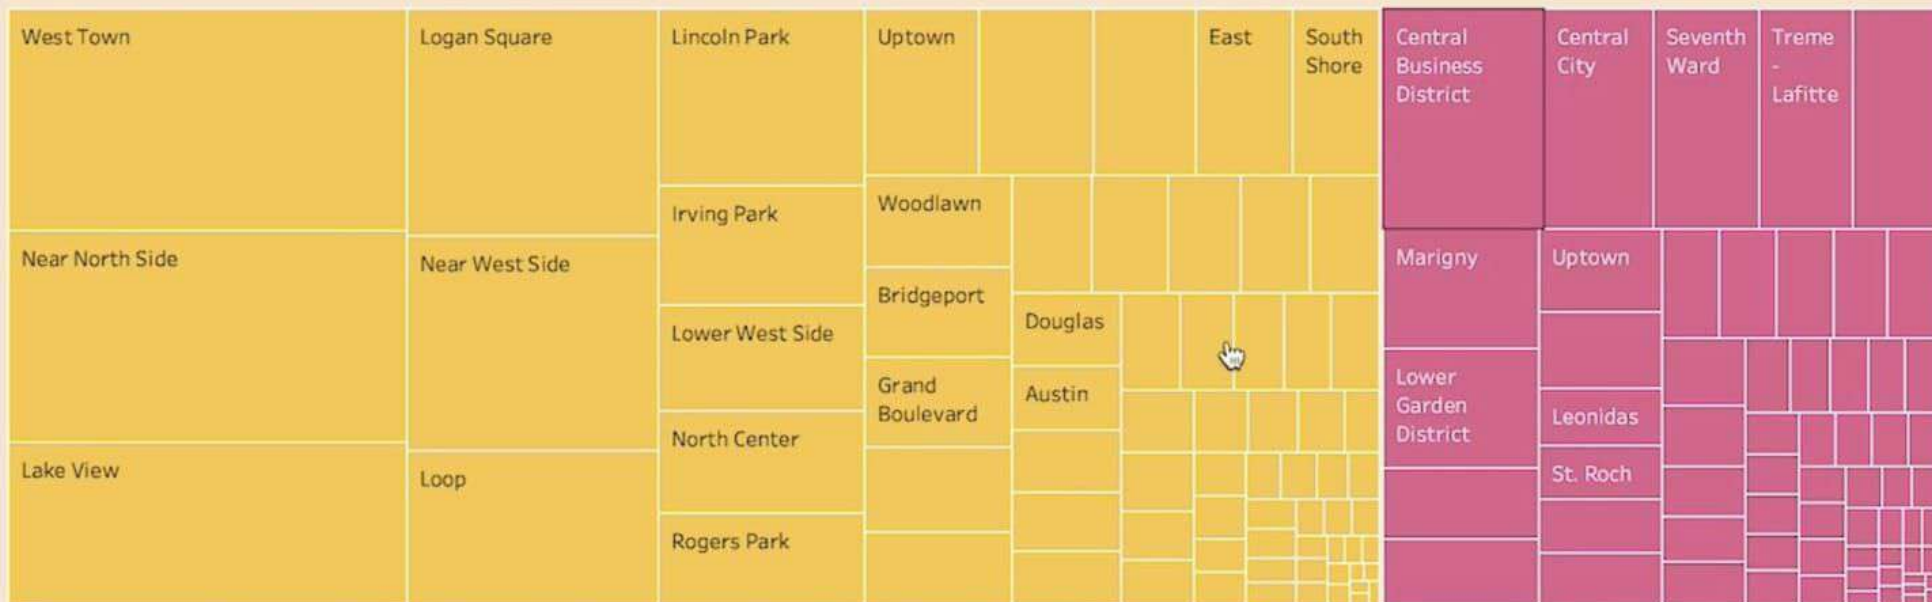 West Town
Logan Square
Lincoln Park
Uptown
East
South
Shore
Central
Business
District
Central
City
Seventh
Ward
Treme
-
Lafitte
Irving Park
Woodlawn
Near North Side
Near West Side
Marigny
Uptown
Bridgeport
Douglas
Lower West Side
Grand
Boulevard
Austin
Lower
Garden
District
Leonidas
North Center
Lake View
Loop
St. Roch
Rogers Park